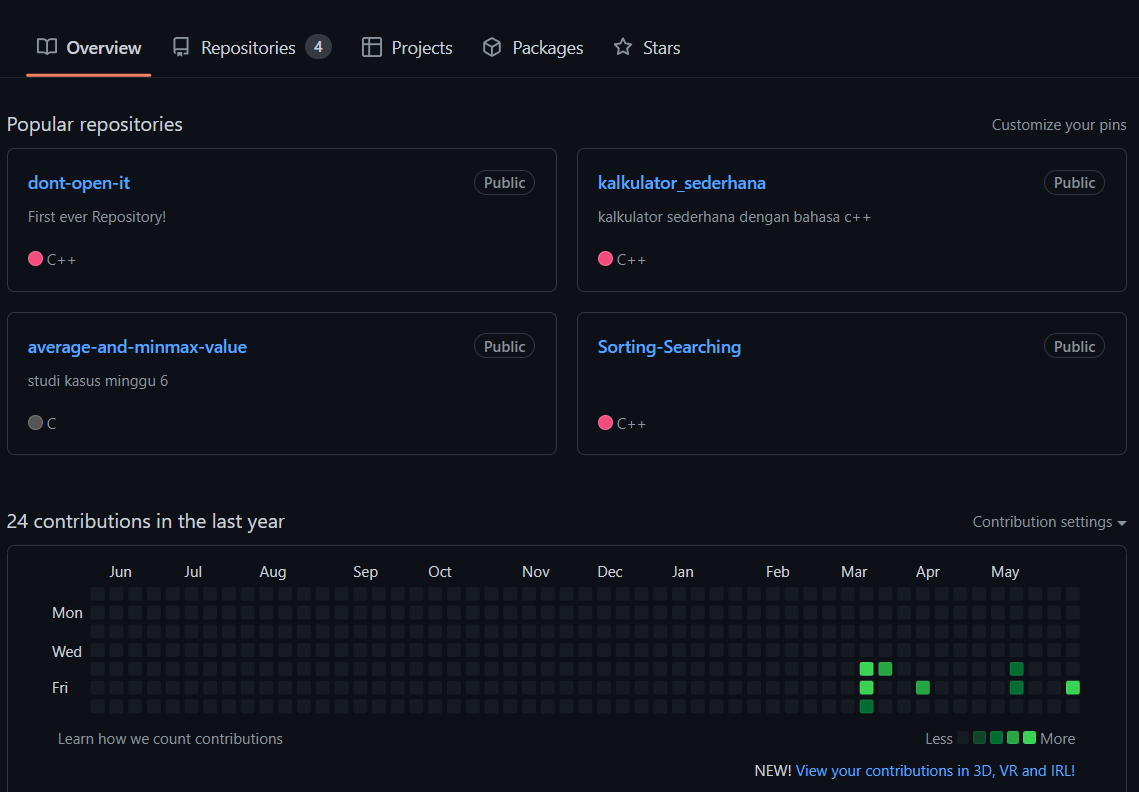 Overview Repositories 4 Projects Packages Stars
Popular repositories Customize your pins
dont-open-it Public
First ever Repository!
C++
kalkulator_sederhana Public
kalkulator sederhana dengan bahasa c++
C++
average-and-minmax-value Public
studi kasus minggu 6
C
Sorting-Searching Public
C++
24 contributions in the last year Contribution settings
Jun Jul Aug Sep Oct Nov Dec Jan Feb Mar Apr May
Mon
Wed
Fri
Learn how we count contributions Less More
NEW! View your contributions in 3D, VR and IRL!